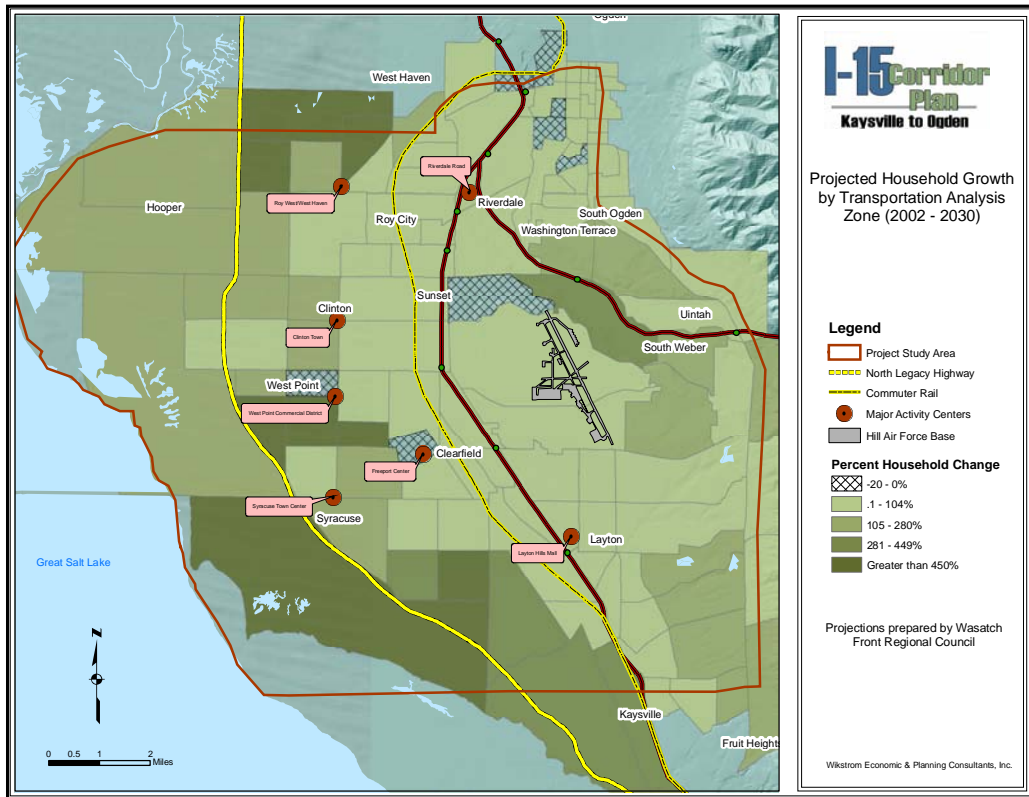 Ogden
West Haven
Riverdale Road
Riverdale
Roy West/West Haven
Hooper
Roy City
South Ogden
Washington Terrace
Sunset
Clinton
Clinton Town
Uintah
South Weber
West Point
West Point Commercial District
Clearfield
Freeport Center
Syracuse Town Center
Syracuse
Layton
Layton Hills Mall
Great Salt Lake
N
Kaysville
Fruit Heights
0 0.5 1 2
Miles
I-15 Corridor
Plan
Kaysville to Ogden
Projected Household Growth
by Transportation Analysis
Zone (2002 - 2030)
Legend
Project Study Area
North Legacy Highway
Commuter Rail
Major Activity Centers
Hill Air Force Base
Percent Household Change
-20 - 0%
.1 - 104%
105 - 280%
281 - 449%
Greater than 450%
Projections prepared by Wasatch
Front Regional Council
Wikstrom Economic & Planning Consultants, Inc.